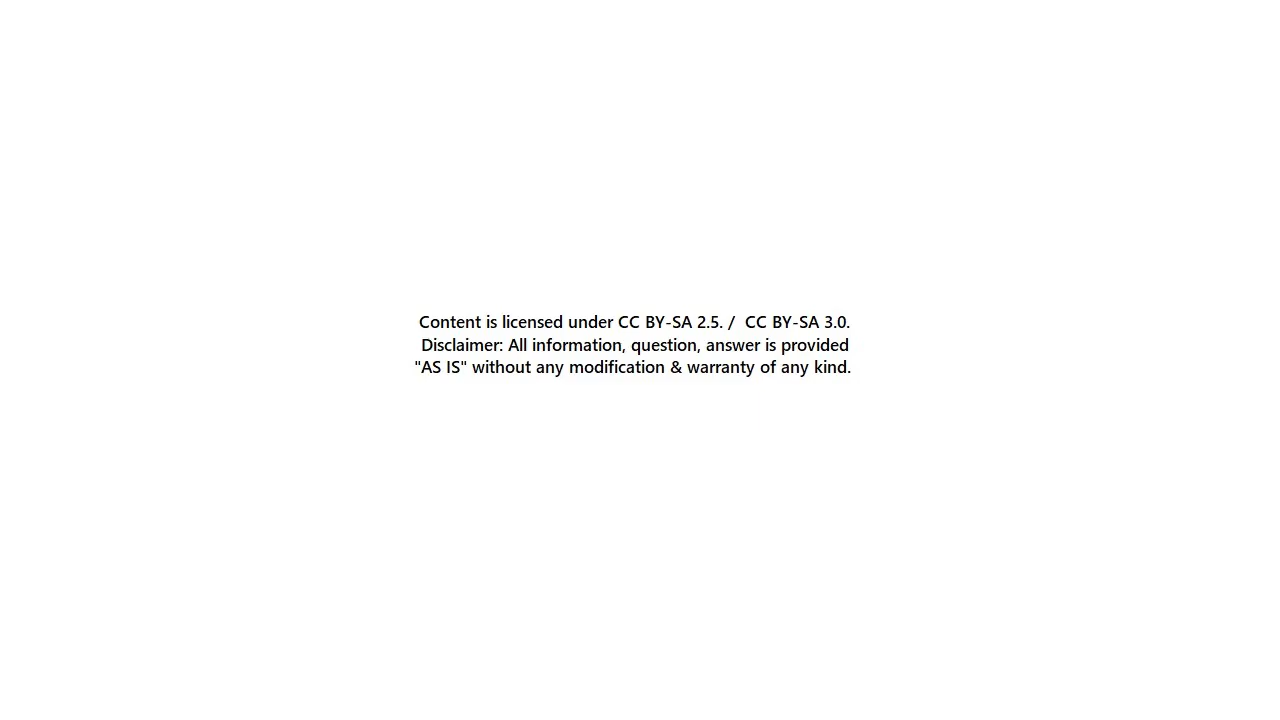 Content is licensed under CC BY-SA 2.5. /  CC BY-SA 3.0.
Disclaimer: All information, question, answer is provided
"AS IS" without any modification & warranty of any kind.